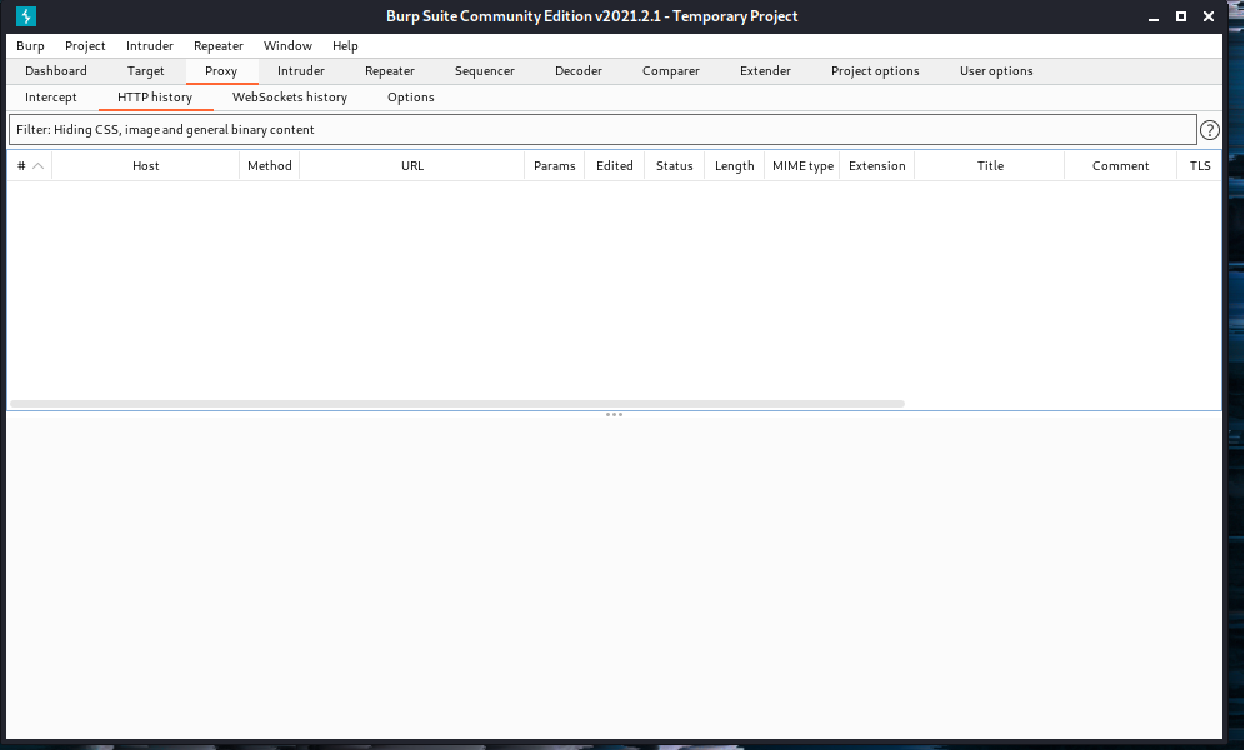 Burp Suite Community Edition v2021.2.1 - Temporary Project
Burp Project Intruder Repeater Window Help
Dashboard Target Proxy Intruder Repeater Sequencer Decoder Comparer Extender Project options User options
Intercept HTTP history WebSockets history Options
Filter: Hiding CSS, image and general binary content ?
# Host Method URL Params Edited Status Length MIME type Extension Title Comment TLS